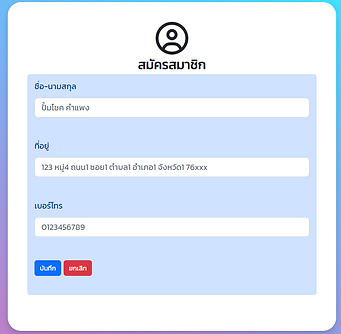 สมัครสมาชิก
ชื่อ-นามสกุล
ปั้มโชค คำแพง
ที่อยู่
123 หมู่4 ถนน1 ซอย1 ตำบล1 อำเภอ1 จังหวัด1 76xxx
เบอร์โทร
0123456789
บันทึก ยกเลิก